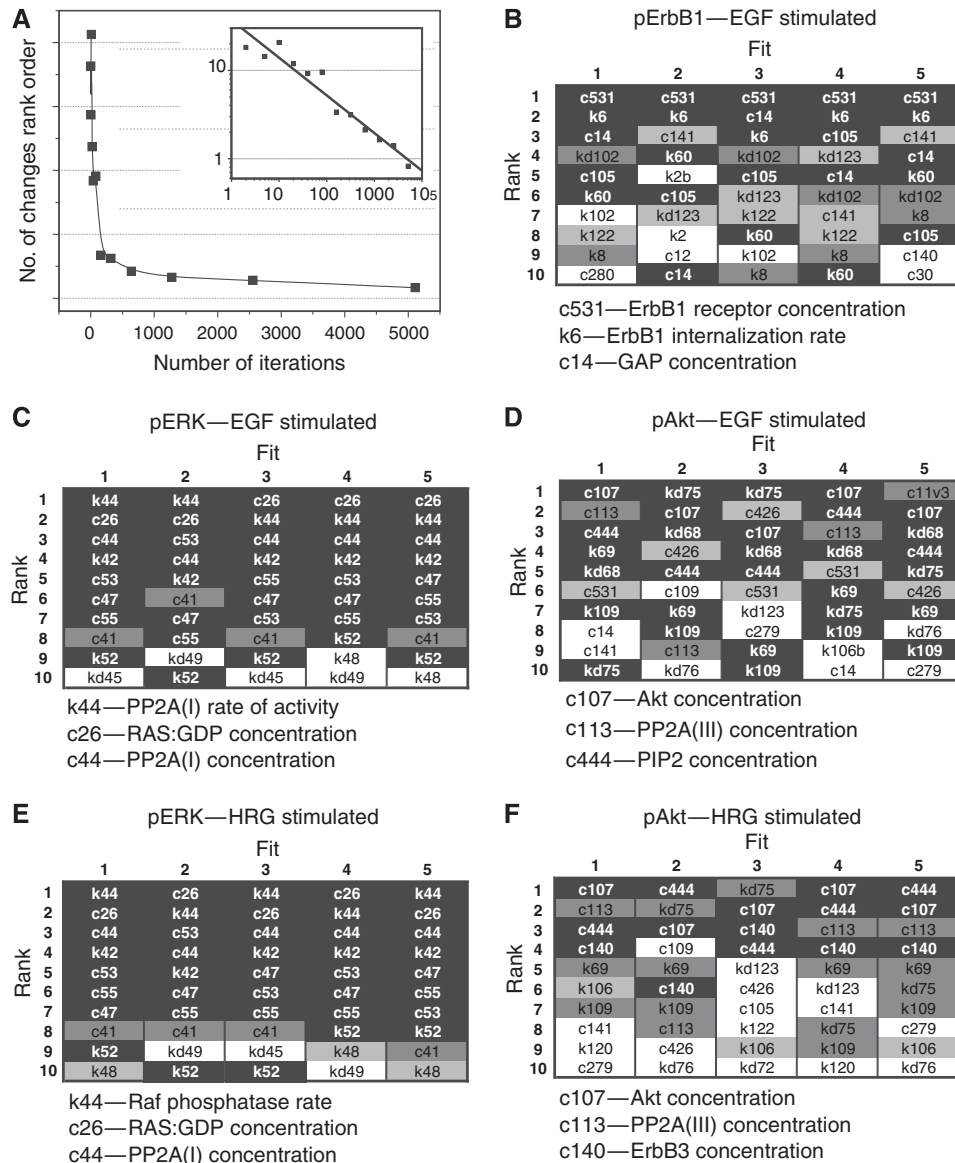 A
No. of changes rank order
10
1
1
10
100
1000
10⁵
0
1000
2000
3000
4000
5000
Number of iterations
B
pErbB1—EGF stimulated
Fit
1 2 3 4 5
Rank
1 c531 c531 c531 c531 c531
2 k6 k6 c14 k6 k6
3 c14 c141 k6 c105 c141
4 kd102 k60 kd102 kd123 c14
5 c105 k2b c105 c14 k60
6 k60 c105 kd123 kd102 kd102
7 k102 kd123 k122 c141 k8
8 k122 k2 k60 k122 c105
9 k8 c12 k102 k8 c140
10 c280 c14 k8 k60 c30
c531—ErbB1 receptor concentration
k6—ErbB1 internalization rate
c14—GAP concentration
C
pERK—EGF stimulated
Fit
1 2 3 4 5
Rank
1 k44 k44 c26 c26 c26
2 c26 c26 k44 k44 k44
3 c44 c53 c44 c44 c44
4 k42 c44 k42 k42 k42
5 c53 k42 c55 c53 c47
6 c47 c41 c47 c47 c55
7 c55 c47 c53 c55 c53
8 c41 c55 c41 k52 c41
9 k52 kd49 k52 k48 k52
10 kd45 k52 kd45 kd49 k48
k44—PP2A(I) rate of activity
c26—RAS:GDP concentration
c44—PP2A(I) concentration
D
pAkt—EGF stimulated
Fit
1 2 3 4 5
Rank
1 c107 kd75 kd75 c107 c11v3
2 c113 c107 c426 c444 c107
3 c444 kd68 c107 c113 kd68
4 k69 c426 kd68 kd68 c444
5 kd68 c444 c444 c531 kd75
6 c531 c109 c531 k69 c426
7 k109 k69 kd123 kd75 k69
8 c14 k109 c279 k109 kd76
9 c141 c113 k69 k106b k109
10 kd75 kd76 k109 c14 c279
c107—Akt concentration
c113—PP2A(III) concentration
c444—PIP2 concentration
E
pERK—HRG stimulated
Fit
1 2 3 4 5
Rank
1 k44 c26 k44 c26 k44
2 c26 k44 c26 k44 c26
3 c44 c53 c44 c44 c44
4 k42 c44 k42 k42 k42
5 c53 k42 c47 c53 c47
6 c55 c47 c53 c47 c55
7 c47 c55 c55 c55 c53
8 c41 c41 c41 k52 k52
9 k52 kd49 kd45 k48 c41
10 k48 k52 k52 kd49 k48
k44—Raf phosphatase rate
c26—RAS:GDP concentration
c44—PP2A(I) concentration
F
pAkt—HRG stimulated
Fit
1 2 3 4 5
Rank
1 c107 c444 kd75 c107 c444
2 c113 kd75 c107 c444 c107
3 c444 c107 c140 c113 c113
4 c140 c109 c444 c140 c140
5 k69 k69 kd123 k69 k69
6 k106 c140 c426 kd123 kd75
7 k109 k109 c105 c141 k109
8 c141 c113 k122 kd75 c279
9 k120 c426 k106 k109 k106
10 c279 kd76 kd72 k120 kd76
c107—Akt concentration
c113—PP2A(III) concentration
c140—ErbB3 concentration